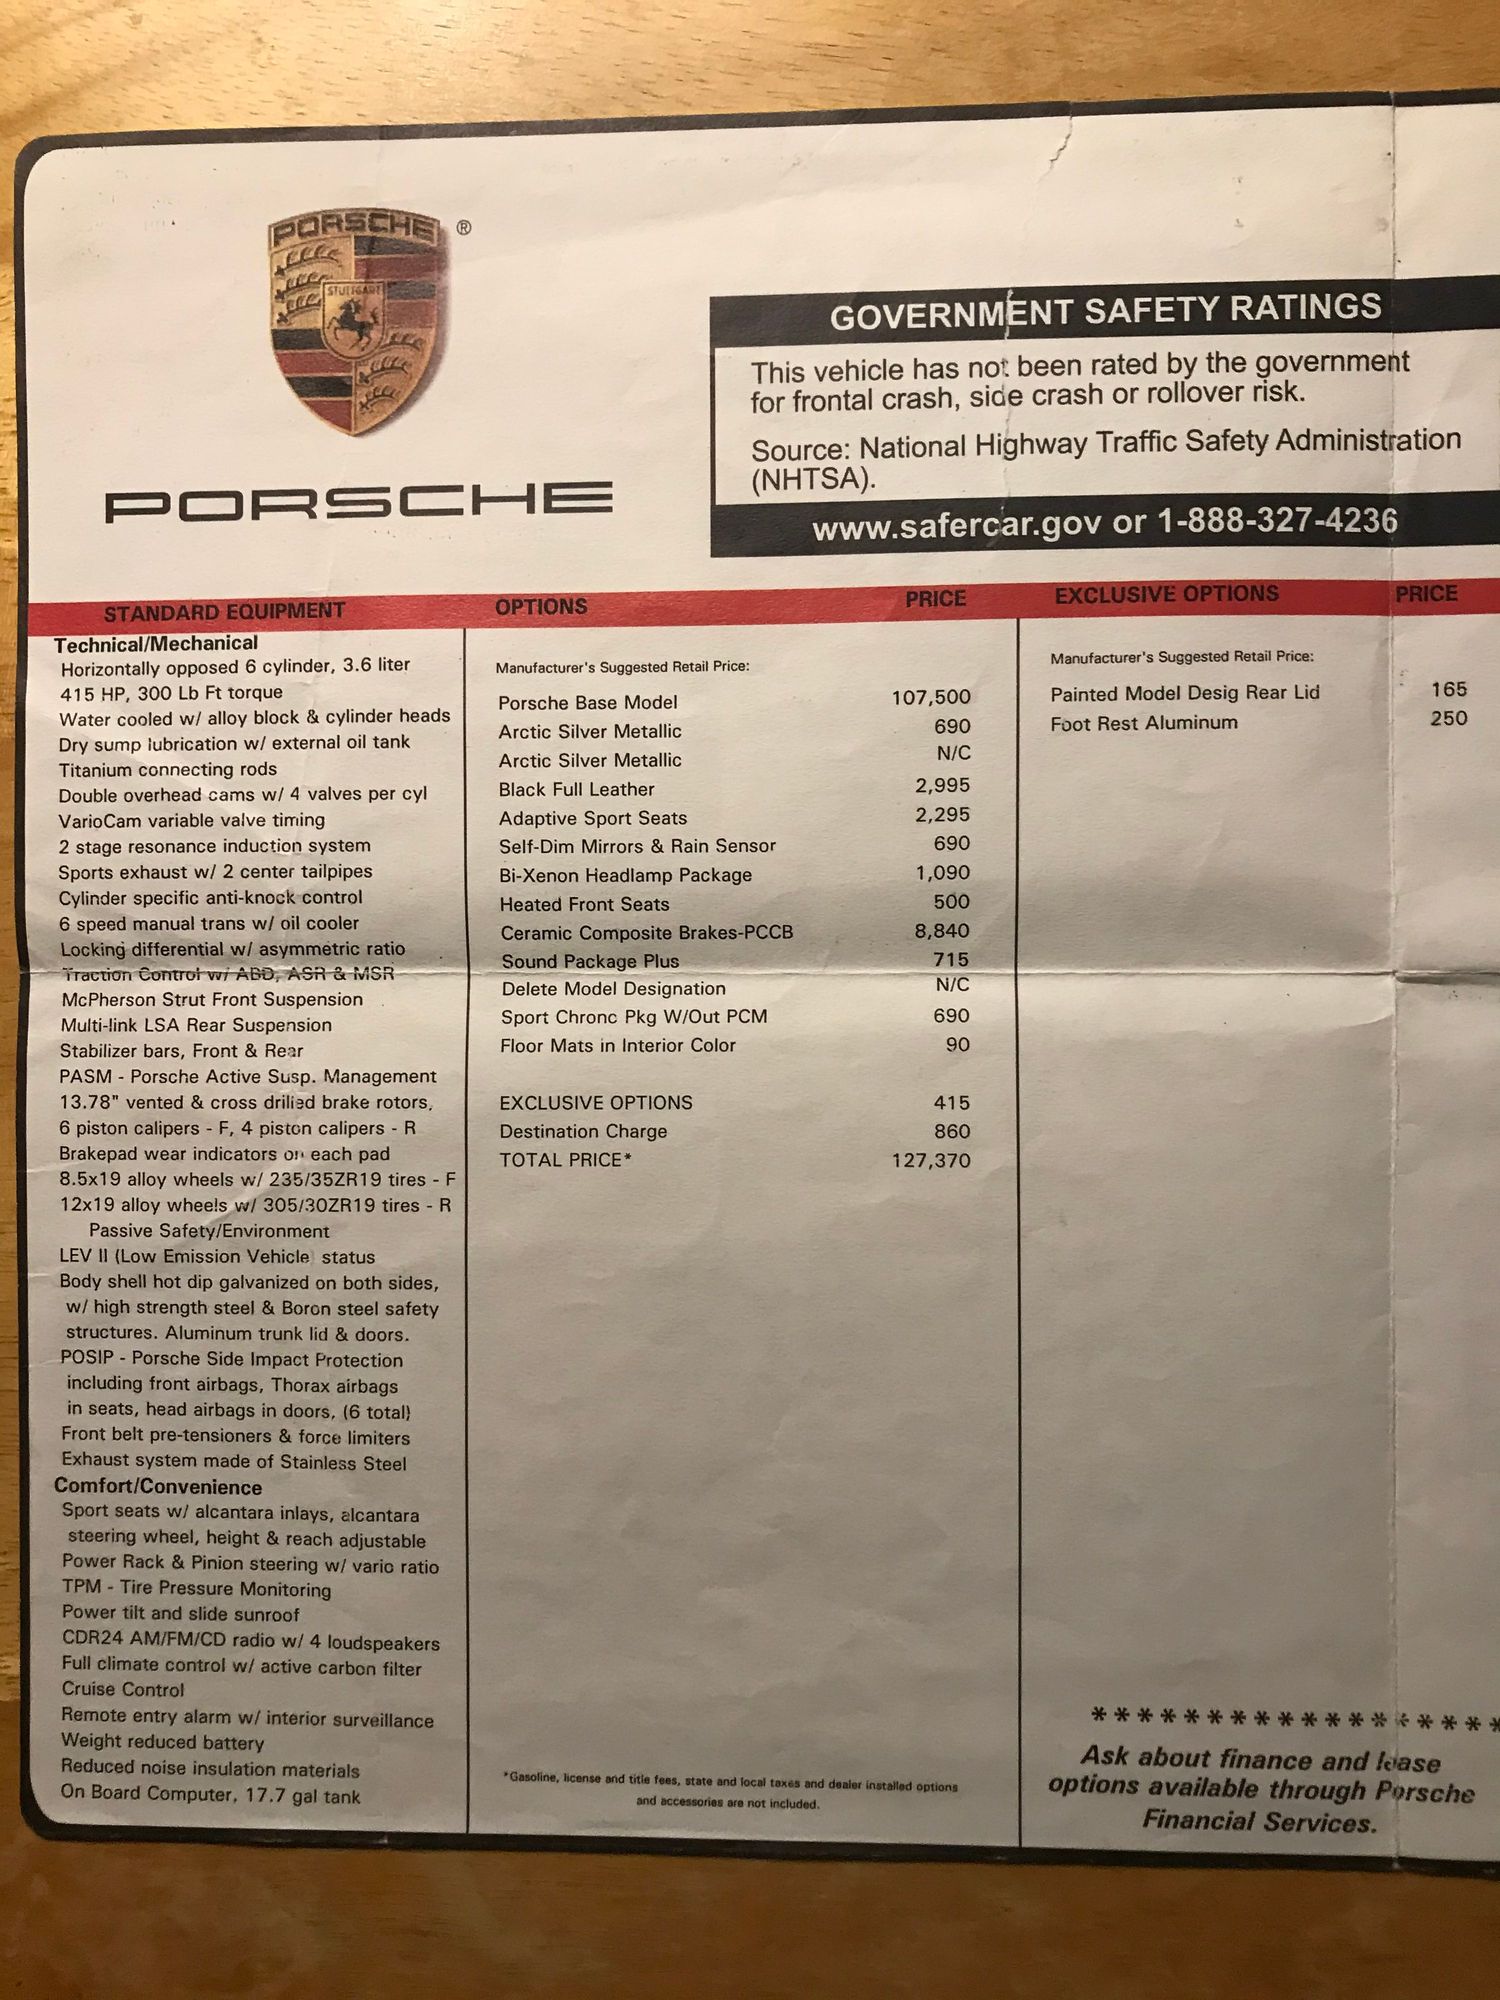 PORSCHE ®
STUTTGART
PORSCHE
GOVERNMENT SAFETY RATINGS
This vehicle has not been rated by the government
for frontal crash, side crash or rollover risk.
Source: National Highway Traffic Safety Administration
(NHTSA).
www.safercar.gov or 1-888-327-4236
STANDARD EQUIPMENT
Technical/Mechanical
Horizontally opposed 6 cylinder, 3.6 liter
415 HP, 300 Lb Ft torque
Water cooled w/ alloy block & cylinder heads
Dry sump lubrication w/ external oil tank
Titanium connecting rods
Double overhead cams w/ 4 valves per cyl
VarioCam variable valve timing
2 stage resonance induction system
Sports exhaust w/ 2 center tailpipes
Cylinder specific anti-knock control
6 speed manual trans w/ oil cooler
Locking differential w/ asymmetric ratio
Traction Control w/ ABD, ASR & MSR
McPherson Strut Front Suspension
Multi-link LSA Rear Suspension
Stabilizer bars, Front & Rear
PASM - Porsche Active Susp. Management
13.78" vented & cross drilled brake rotors,
6 piston calipers - F, 4 piston calipers - R
Brakepad wear indicators on each pad
8.5x19 alloy wheels w/ 235/35ZR19 tires - F
12x19 alloy wheels w/ 305/30ZR19 tires - R
Passive Safety/Environment
LEV II (Low Emission Vehicle) status
Body shell hot dip galvanized on both sides,
w/ high strength steel & Boron steel safety
structures. Aluminum trunk lid & doors.
POSIP - Porsche Side Impact Protection
including front airbags, Thorax airbags
in seats, head airbags in doors, (6 total)
Front belt pre-tensioners & force limiters
Exhaust system made of Stainless Steel
Comfort/Convenience
Sport seats w/ alcantara inlays, alcantara
steering wheel, height & reach adjustable
Power Rack & Pinion steering w/ vario ratio
TPM - Tire Pressure Monitoring
Power tilt and slide sunroof
CDR24 AM/FM/CD radio w/ 4 loudspeakers
Full climate control w/ active carbon filter
Cruise Control
Remote entry alarm w/ interior surveillance
Weight reduced battery
Reduced noise insulation materials
On Board Computer, 17.7 gal tank
OPTIONS PRICE
Manufacturer's Suggested Retail Price:
Porsche Base Model 107,500
Arctic Silver Metallic 690
Arctic Silver Metallic N/C
Black Full Leather 2,995
Adaptive Sport Seats 2,295
Self-Dim Mirrors & Rain Sensor 690
Bi-Xenon Headlamp Package 1,090
Heated Front Seats 500
Ceramic Composite Brakes-PCCB 8,840
Sound Package Plus 715
Delete Model Designation N/C
Sport Chronc Pkg W/Out PCM 690
Floor Mats in Interior Color 90
EXCLUSIVE OPTIONS 415
Destination Charge 860
TOTAL PRICE* 127,370
*Gasoline, license and title fees, state and local taxes and dealer installed options
and accessories are not included.
EXCLUSIVE OPTIONS PRICE
Manufacturer's Suggested Retail Price:
Painted Model Desig Rear Lid 165
Foot Rest Aluminum 250
* * * * * * * * * * * * * * * * * *
Ask about finance and lease
options available through Porsche
Financial Services.